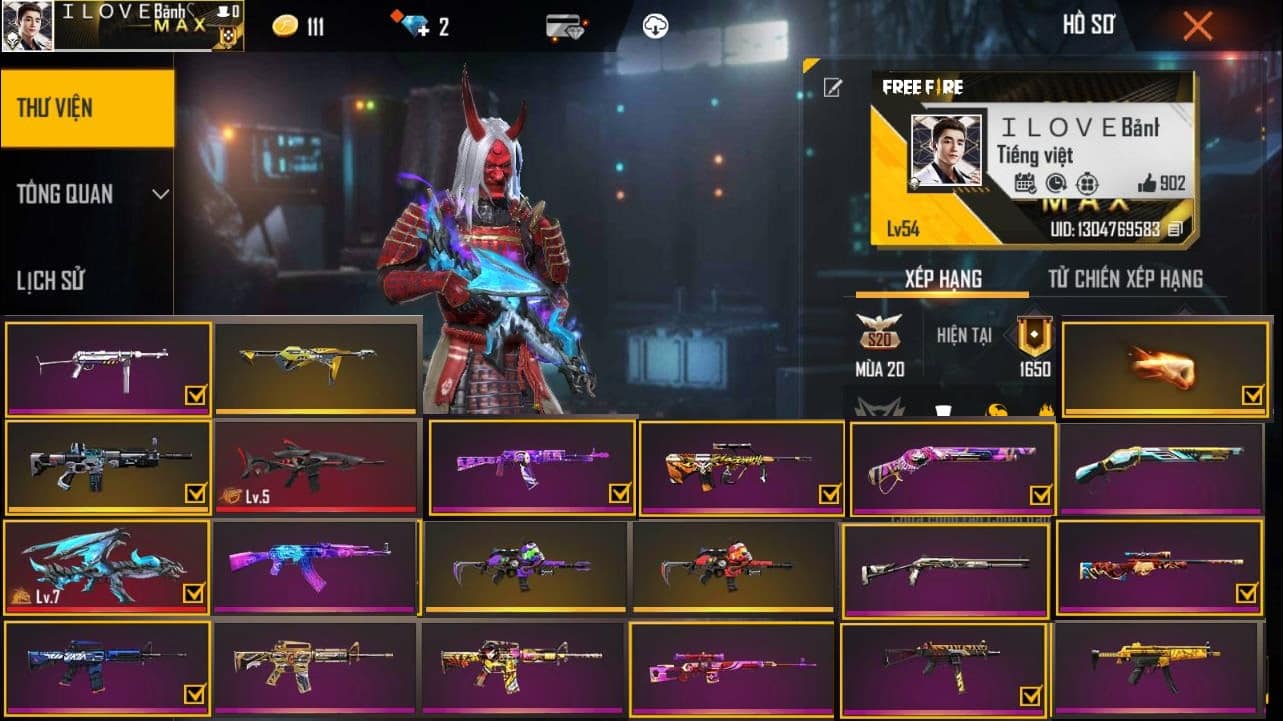 I L O V E Bảnh
MAX
0
111
2
HỒ SƠ
THƯ VIỆN
TỔNG QUAN
LỊCH SỬ
FREE FIRE
I L O V E Bảnh
Tiếng việt
902
MAX
Lv54
UID: 1304769583
XẾP HẠNG
TỬ CHIẾN XẾP HẠNG
S20
HIỆN TẠI
MÙA 20
1650
Lv.5
Lv.7